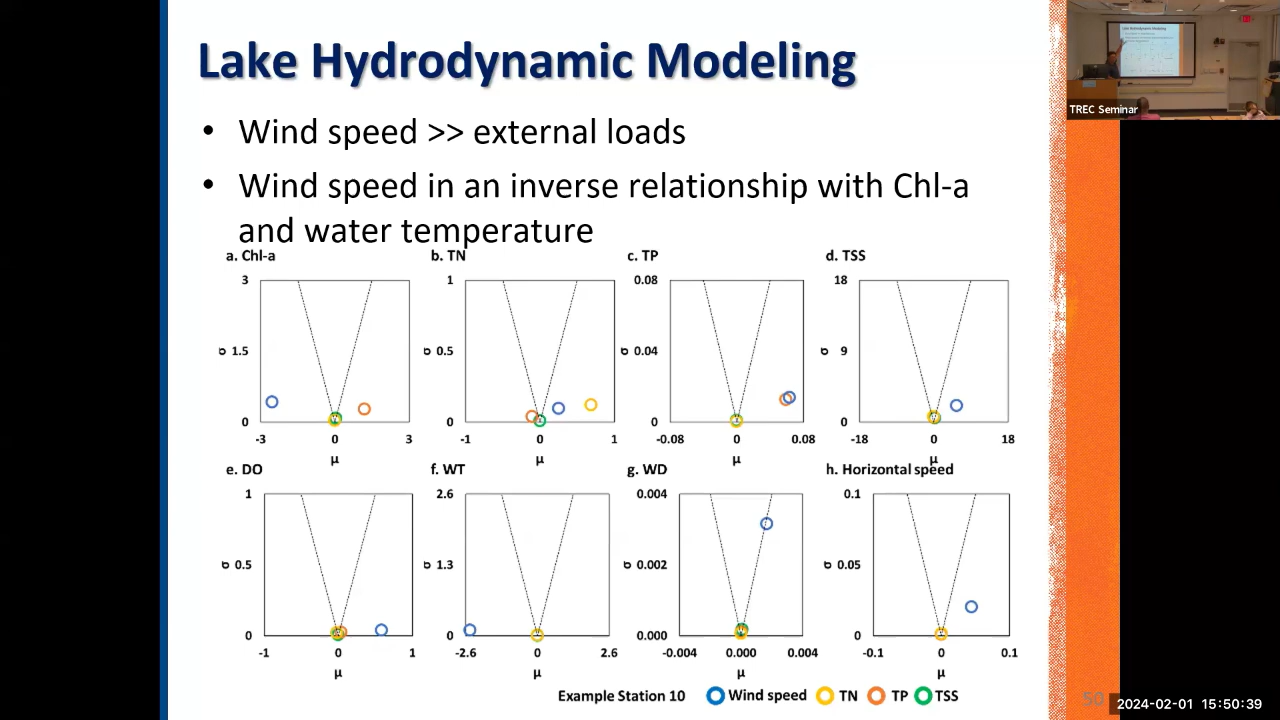 Lake Hydrodynamic Modeling
TREC Seminar
• Wind speed >> external loads
• Wind speed in an inverse relationship with Chl-a
and water temperature
a. Chl-a
3
σ 1.5
0
-3 0 3
μ
b. TN
1
σ 0.5
0
-1 0 1
μ
c. TP
0.08
σ 0.04
0
-0.08 0 0.08
μ
d. TSS
18
σ 9
0
-18 0 18
μ
e. DO
1
σ 0.5
0
-1 0 1
μ
f. WT
2.6
σ 1.3
0
-2.6 0 2.6
μ
g. WD
0.004
σ 0.002
0.000
-0.004 0.000 0.004
μ
h. Horizontal speed
0.1
σ 0.05
0
-0.1 0 0.1
μ
Example Station 10 Wind speed TN TP TSS
50
2024-02-01 15:50:39